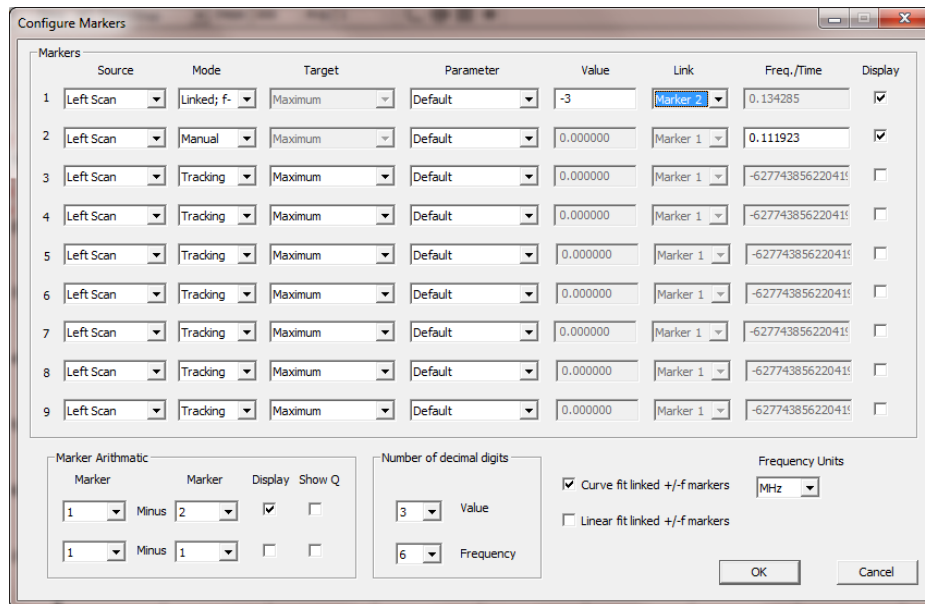 Configure Markers
Markers
Source Mode Target Parameter Value Link Freq./Time Display
1 Left Scan Linked; f- Maximum Default -3 Marker 2 0.134285
2 Left Scan Manual Maximum Default 0.000000 Marker 1 0.111923
3 Left Scan Tracking Maximum Default 0.000000 Marker 1 -627743856220419
4 Left Scan Tracking Maximum Default 0.000000 Marker 1 -627743856220419
5 Left Scan Tracking Maximum Default 0.000000 Marker 1 -627743856220419
6 Left Scan Tracking Maximum Default 0.000000 Marker 1 -627743856220419
7 Left Scan Tracking Maximum Default 0.000000 Marker 1 -627743856220419
8 Left Scan Tracking Maximum Default 0.000000 Marker 1 -627743856220419
9 Left Scan Tracking Maximum Default 0.000000 Marker 1 -627743856220419
Marker Arithmatic
Marker Marker Display Show Q
1 Minus 2
1 Minus 1
Number of decimal digits
3 Value
6 Frequency
Curve fit linked +/-f markers
Linear fit linked +/-f markers
Frequency Units
MHz
OK Cancel